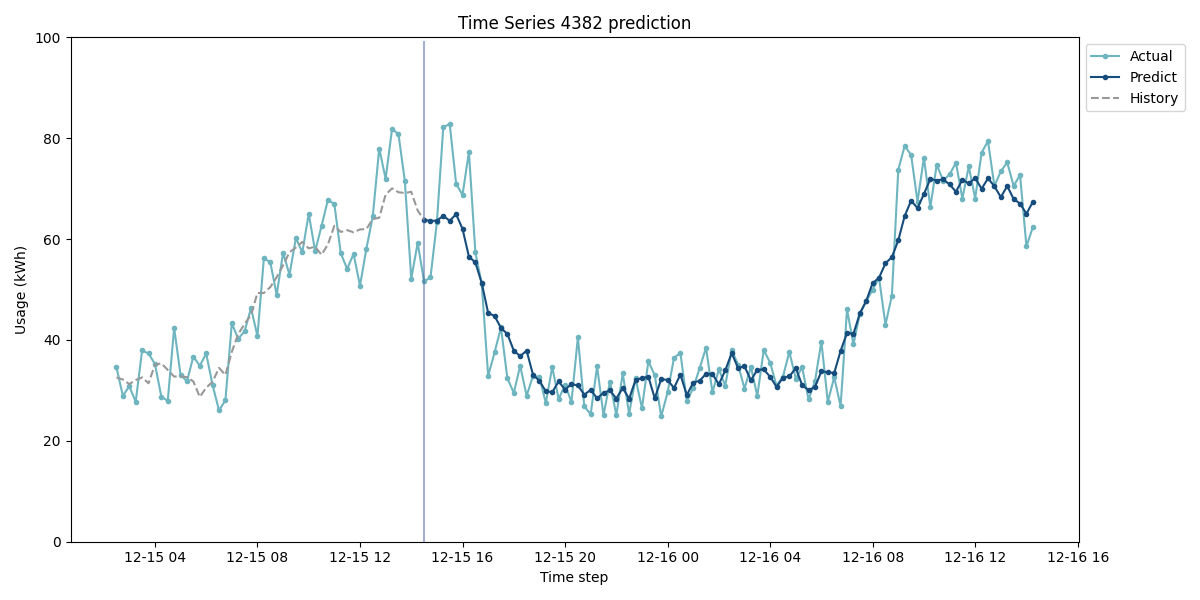 Time Series 4382 prediction
100
80
60
40
20
0
Usage (kWh)
12-15 04
12-15 08
12-15 12
12-15 16
12-15 20
12-16 00
12-16 04
12-16 08
12-16 12
12-16 16
Time step
Actual
Predict
History